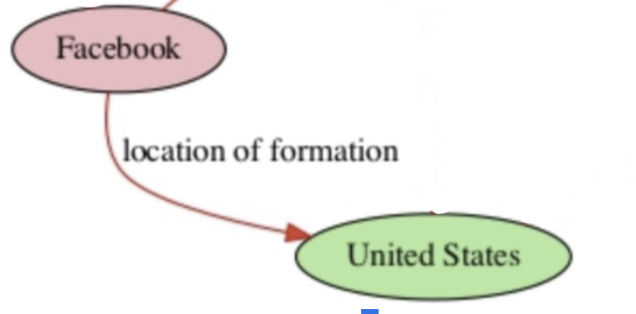 Facebook
location of formation
United States